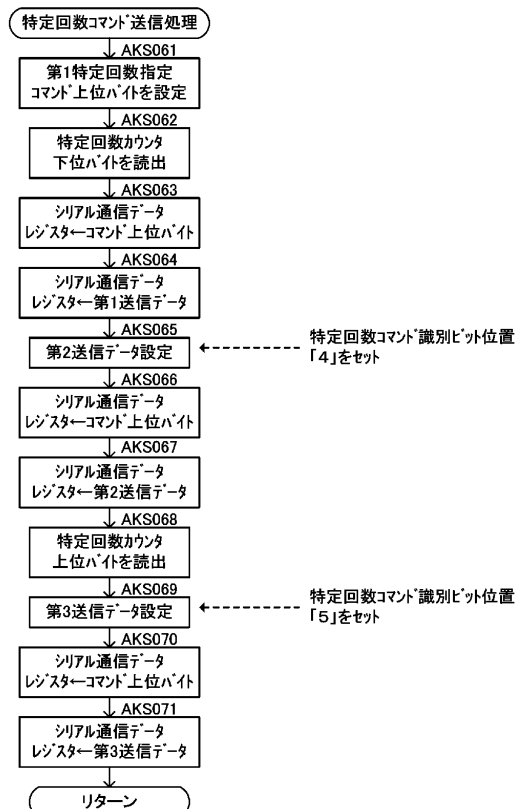 特定回数コマンド送信処理
AKS061
第1特定回数指定
コマンド上位バイトを設定
AKS062
特定回数カウンタ
下位バイトを読出
AKS063
シリアル通信データ
レジスタ←コマンド上位バイト
AKS064
シリアル通信データ
レジスタ←第1送信データ
AKS065
第2送信データ設定
特定回数コマンド識別ビット位置
「4」をセット
AKS066
シリアル通信データ
レジスタ←コマンド上位バイト
AKS067
シリアル通信データ
レジスタ←第2送信データ
AKS068
特定回数カウンタ
上位バイトを読出
AKS069
第3送信データ設定
特定回数コマンド識別ビット位置
「5」をセット
AKS070
シリアル通信データ
レジスタ←コマンド上位バイト
AKS071
シリアル通信データ
レジスタ←第3送信データ
リターン